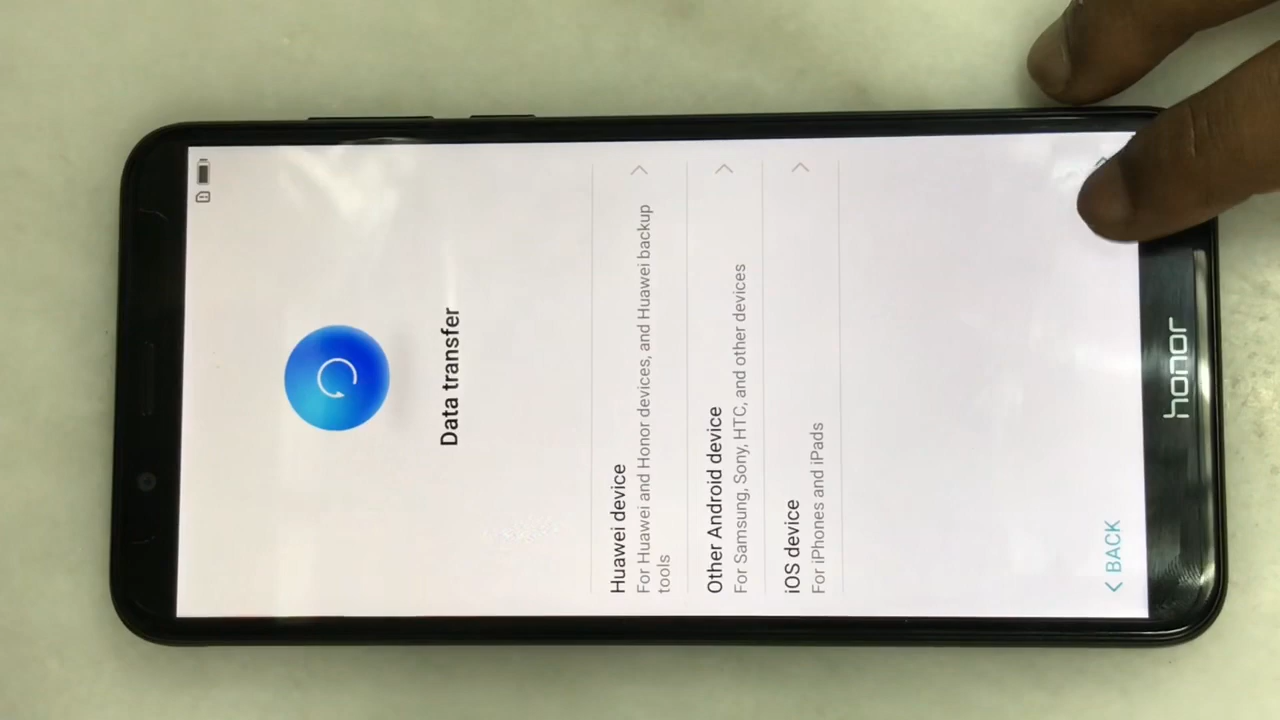 Data transfer
Huawei device
For Huawei and Honor devices, and Huawei backup
tools
Other Android device
For Samsung, Sony, HTC, and other devices
iOS device
For iPhones and iPads
BACK
honor